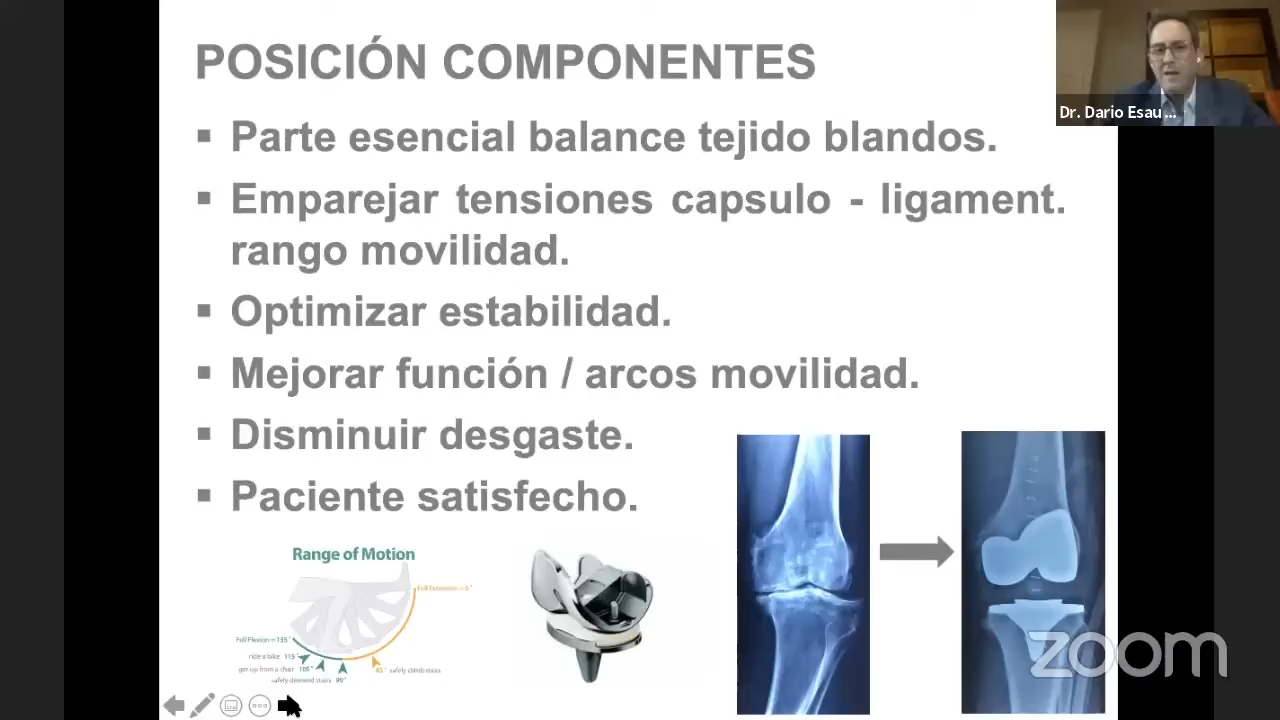 POSICIÓN COMPONENTES
Dr. Dario Esau ...
▪ Parte esencial balance tejido blandos.
▪ Emparejar tensiones capsulo - ligament.
rango movilidad.
▪ Optimizar estabilidad.
▪ Mejorar función / arcos movilidad.
▪ Disminuir desgaste.
▪ Paciente satisfecho.
Range of Motion
Full Flexion = 135°
ride a bike 115°
get up from a chair 105°
safely descend stairs 90°
safely climb stairs
zoom